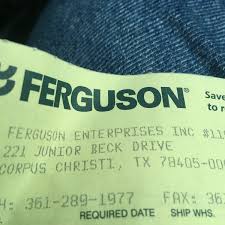 FERGUSON®
Save
to r
FERGUSON ENTERPRISES INC
221 JUNIOR BECK DRIVE
CORPUS CHRISTI, TX 78405-00
H: 361-289-1977 FAX: 36
REQUIRED DATE SHIP WHS.